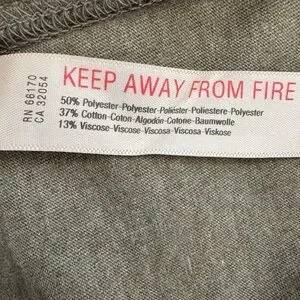 RN 66170
CA 32054
KEEP AWAY FROM FIRE
50% Polyester-Polyester-Poliéster-Poliestere-Polyester
37% Cotton-Coton-Algodón-Cotone-Baumwolle
13% Viscose-Viscose-Viscosa-Viscosa-Viskose